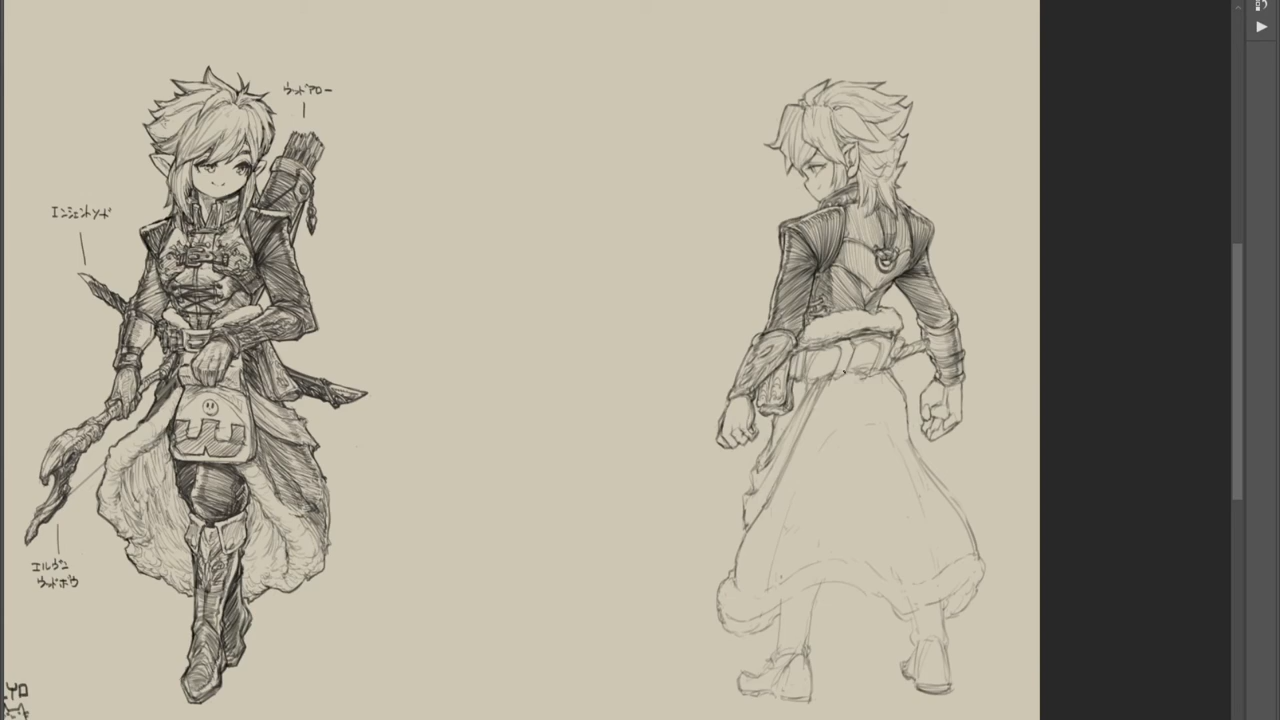 ウッドアロー
エンシェントソード
エルヴン
ウッドボウ